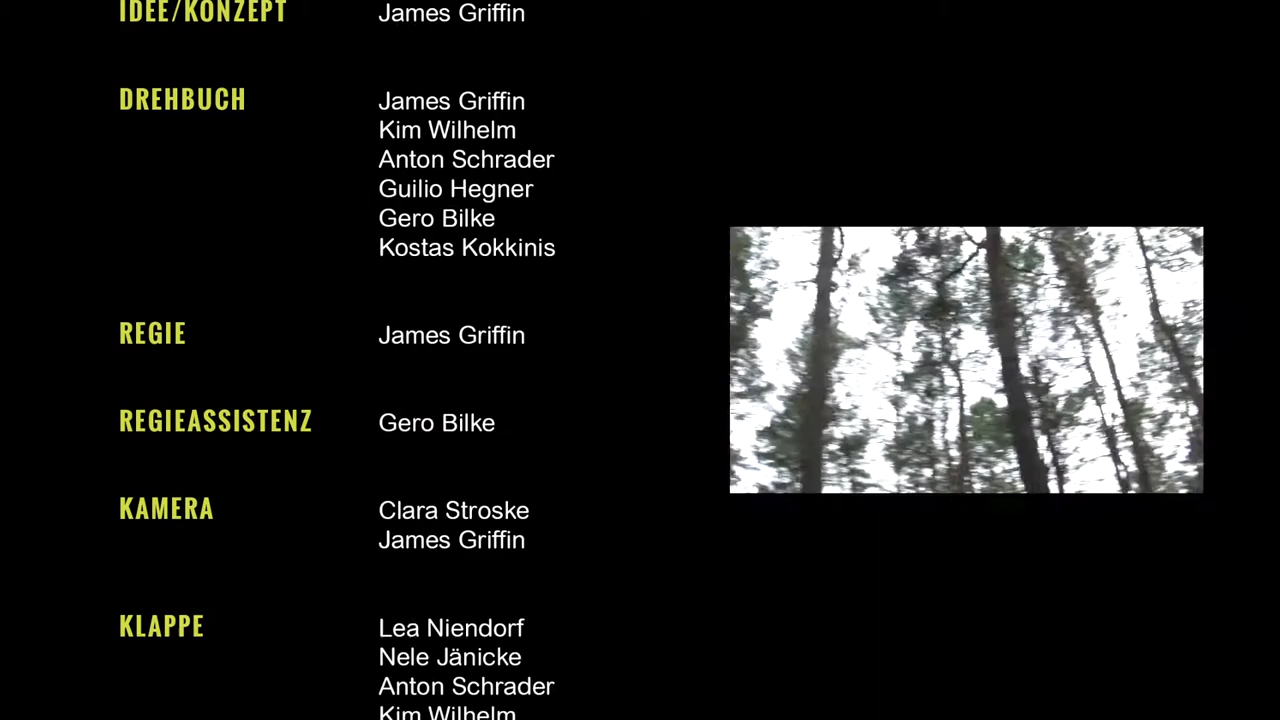 IDEE/KONZEPT James Griffin
DREHBUCH James Griffin
Kim Wilhelm
Anton Schrader
Guilio Hegner
Gero Bilke
Kostas Kokkinis
REGIE James Griffin
REGIEASSISTENZ Gero Bilke
KAMERA Clara Stroske
James Griffin
KLAPPE Lea Niendorf
Nele Jänicke
Anton Schrader
Kim Wilhelm